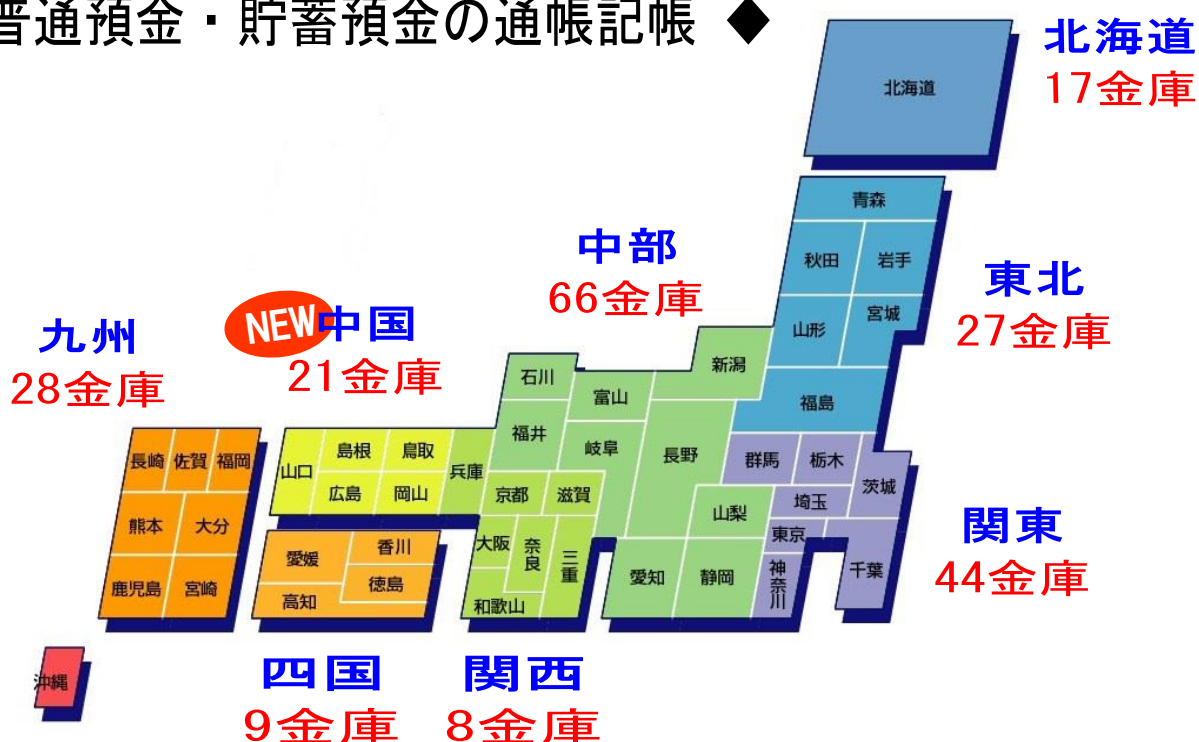 普通預金・貯蓄預金の通帳記帳 ◆
北海道
17金庫
北海道
青森
秋田
岩手
山形
宮城
福島
東北
27金庫
中部
66金庫
NEW
中国
21金庫
九州
28金庫
新潟
石川
富山
福井
岐阜
長野
群馬
栃木
茨城
埼玉
山梨
東京
千葉
神奈川
関東
44金庫
愛知
静岡
長崎
佐賀
福岡
熊本
大分
鹿児島
宮崎
山口
島根
鳥取
広島
岡山
兵庫
京都
滋賀
大阪
奈良
三重
和歌山
愛媛
香川
徳島
高知
沖縄
四国
9金庫
関西
8金庫